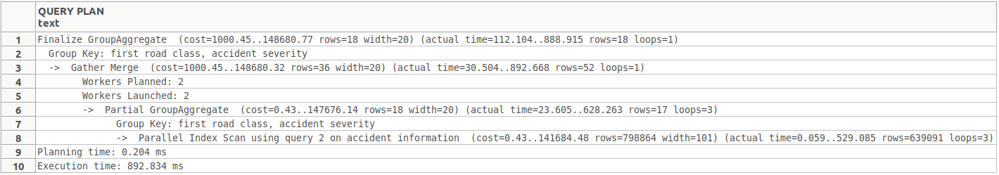 QUERY PLAN
text
1 Finalize GroupAggregate (cost=1000.45..148680.77 rows=18 width=20) (actual time=112.104..888.915 rows=18 loops=1)
2 Group Key: first road class, accident severity
3 -> Gather Merge (cost=1000.45..148680.32 rows=36 width=20) (actual time=30.504..892.668 rows=52 loops=1)
4 Workers Planned: 2
5 Workers Launched: 2
6 -> Partial GroupAggregate (cost=0.43..147676.14 rows=18 width=20) (actual time=23.605..628.263 rows=17 loops=3)
7 Group Key: first road class, accident severity
8 -> Parallel Index Scan using query 2 on accident information (cost=0.43..141684.48 rows=798864 width=101) (actual time=0.059..529.085 rows=639091 loops=3)
9 Planning time: 0.204 ms
10 Execution time: 892.834 ms